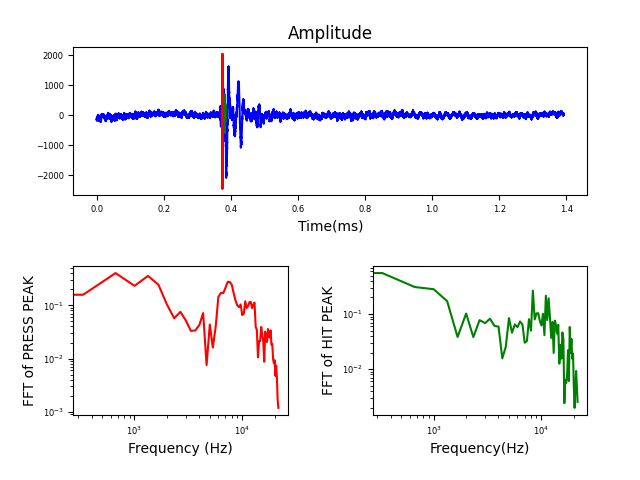 Amplitude
2000
1000
0
−1000
−2000
0.0 0.2 0.4 0.6 0.8 1.0 1.2 1.4
Time(ms)
FFT of PRESS PEAK
10⁻¹
10⁻²
10⁻³
10³ 10⁴
Frequency (Hz)
FFT of HIT PEAK
10⁻¹
10⁻²
10³ 10⁴
Frequency(Hz)